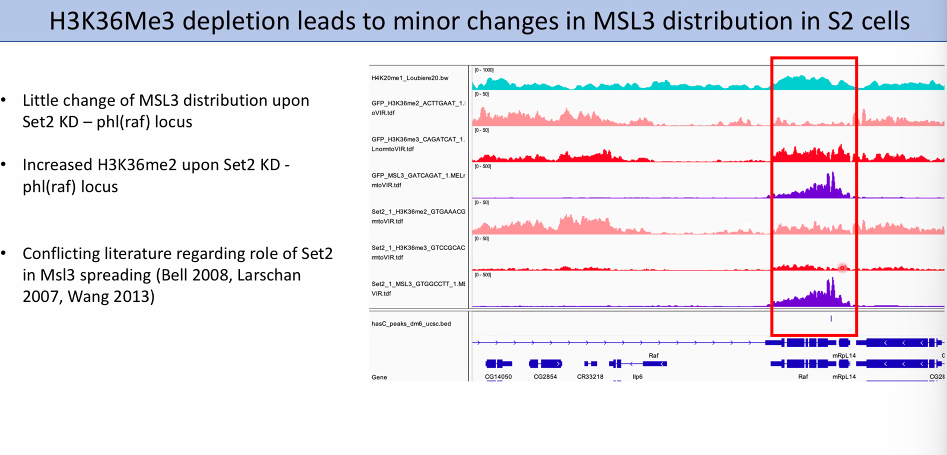 H3K36Me3 depletion leads to minor changes in MSL3 distribution in S2 cells
• Little change of MSL3 distribution upon
Set2 KD – phl(raf) locus
• Increased H3K36me2 upon Set2 KD -
phl(raf) locus
• Conflicting literature regarding role of Set2
in Msl3 spreading (Bell 2008, Larschan
2007, Wang 2013)
[0 - 1000]
H4K20me1_Loubiere20.bw
[0 - 50]
GFP_H3K36me2_ACTTGAAT_1.
oVIR.tdf
[0 - 50]
GFP_H3K36me3_CAGATCAT_1.
LnormtoVIR.tdf
[0 - 500]
GFP_MSL3_GATCAGAT_1.MEL
mtoVIR.tdf
[0 - 50]
Set2_1_H3K36me2_GTGAAACG
mtoVIR.tdf
[0 - 50]
Set2_1_H3K36me3_GTCCGCAC
mtoVIR.tdf
[0 - 500]
Set2_1_MSL3_GTGGCCTT_1.ME
VIR.tdf
hasC_peaks_dm6_ucsc.bed
Raf mRpL14 C
Gene
CG14050 CG2854 CR33218 Ilp6 Raf mRpL14 CG28